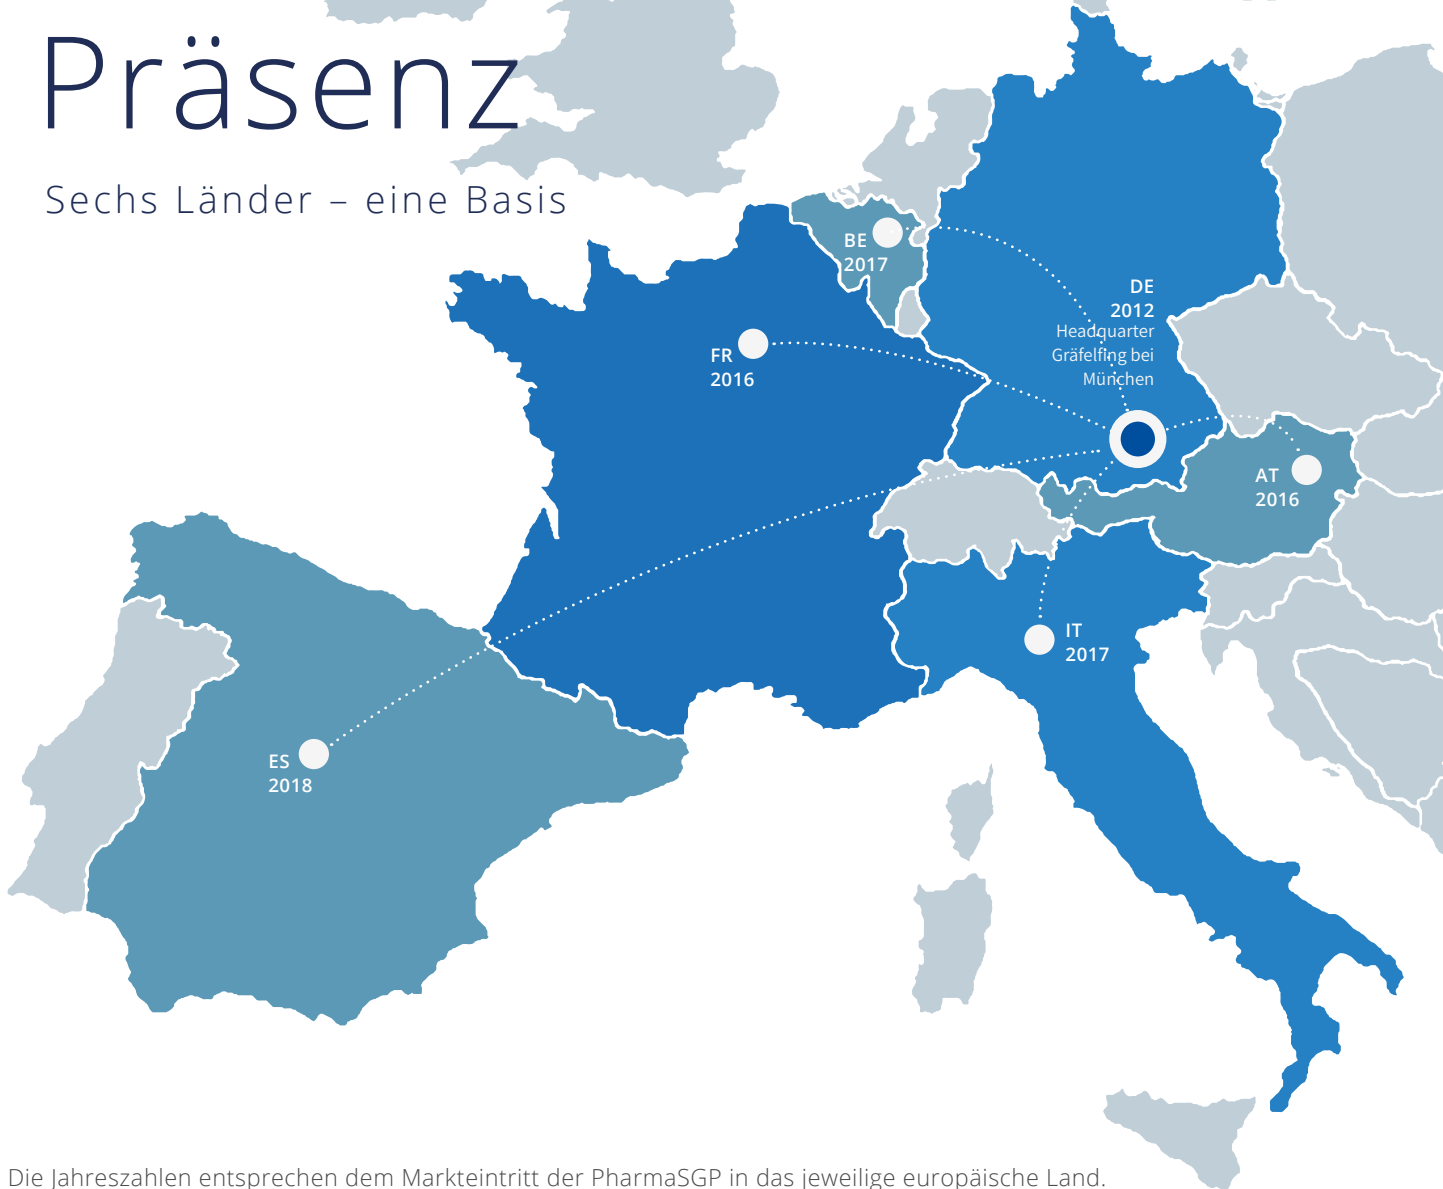 Präsenz
Sechs Länder – eine Basis
BE
2017
DE
2012
Headquarter
Gräfelfing bei
München
FR
2016
AT
2016
IT
2017
ES
2018
Die Jahreszahlen entsprechen dem Markteintritt der PharmaSGP in das jeweilige europäische Land.